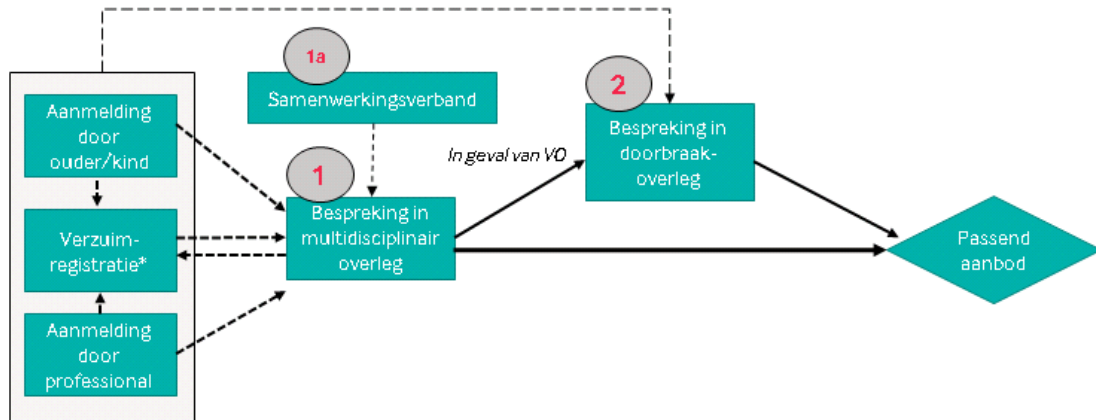 1a
Samenwerkingsverband
2
Bespreking in
doorbraak-
overleg
Aanmelding
door
ouder/kind
In geval van VO
1
Bespreking in
multidisciplinair
overleg
Verzuim-
registratie*
Passend
aanbod
Aanmelding
door
professional